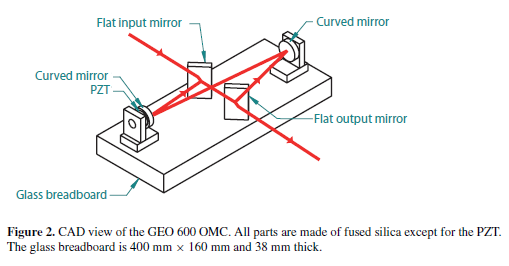 Flat input mirror
Curved mirror
Curved mirror
PZT
Flat output mirror
Glass breadboard
Figure 2. CAD view of the GEO 600 OMC. All parts are made of fused silica except for the PZT.
The glass breadboard is 400 mm × 160 mm and 38 mm thick.